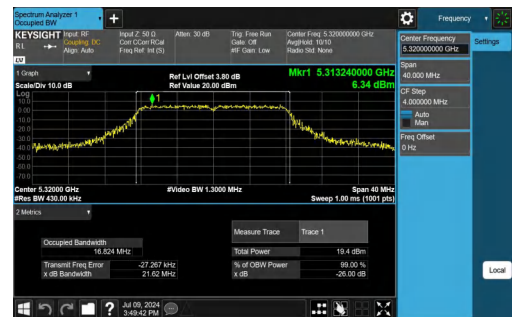 Spectrum Analyzer 1
Occupied BW
+
Frequency
KEYSIGHT Input: RF Input Z: 50 Ω Atten: 30 dB Trig: Free Run Center Freq: 5.320000000 GHz
RL Coupling: DC Corr CCorr RCal Gate: Off Avg|Hold: 10/10
Align: Auto Freq Ref: Int (S) #IF Gain: Low Radio Std: None
Center Frequency
5.320000000 GHz
Settings
Span
40.000 MHz
CF Step
4.000000 MHz
Auto
Man
Freq Offset
0 Hz
Local
1 Graph
Ref Lvl Offset 3.80 dB Mkr1 5.313240000 GHz
Scale/Div 10.0 dB Ref Value 20.00 dBm 6.34 dBm
Log
10.0
0.00
-10.0
-20.0
-30.0
-40.0
-50.0
-60.0
-70.0
1
Center 5.32000 GHz #Video BW 1.3000 MHz Span 40 MHz
#Res BW 430.00 kHz Sweep 1.00 ms (1001 pts)
2 Metrics
Measure Trace Trace 1
Occupied Bandwidth
16.824 MHz Total Power 19.4 dBm
Transmit Freq Error -27.267 kHz % of OBW Power 99.00 %
x dB Bandwidth 21.62 MHz x dB -26.00 dB
? Jul 09, 2024
3:49:42 PM